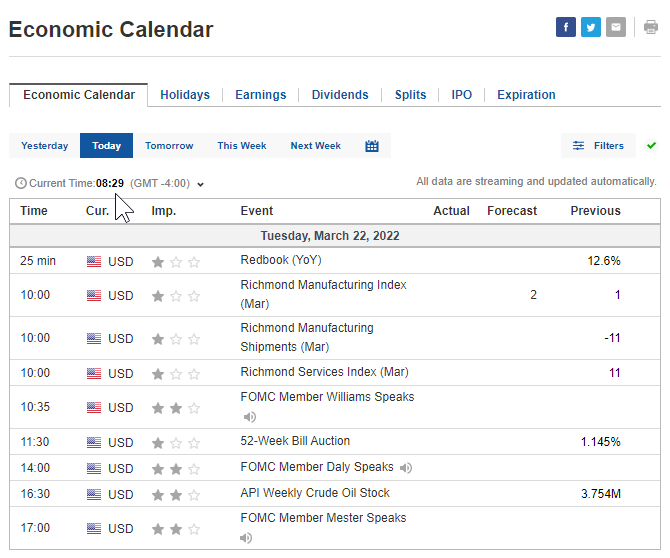 Economic Calendar
f
Economic Calendar Holidays Earnings Dividends Splits IPO Expiration
Yesterday Today Tomorrow This Week Next Week Filters
Current Time:08:29 (GMT -4:00) All data are streaming and updated automatically.
Time Cur. Imp. Event Actual Forecast Previous
Tuesday, March 22, 2022
25 min USD Redbook (YoY) 12.6%
10:00 USD Richmond Manufacturing Index 2 1
(Mar)
10:00 USD Richmond Manufacturing -11
Shipments (Mar)
10:00 USD Richmond Services Index (Mar) 11
10:35 USD FOMC Member Williams Speaks
11:30 USD 52-Week Bill Auction 1.145%
14:00 USD FOMC Member Daly Speaks
16:30 USD API Weekly Crude Oil Stock 3.754M
17:00 USD FOMC Member Mester Speaks